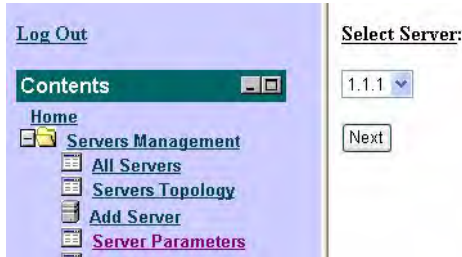 Log Out
Contents
Home
Servers Management
All Servers
Servers Topology
Add Server
Server Parameters
Select Server:
1.1.1
Next